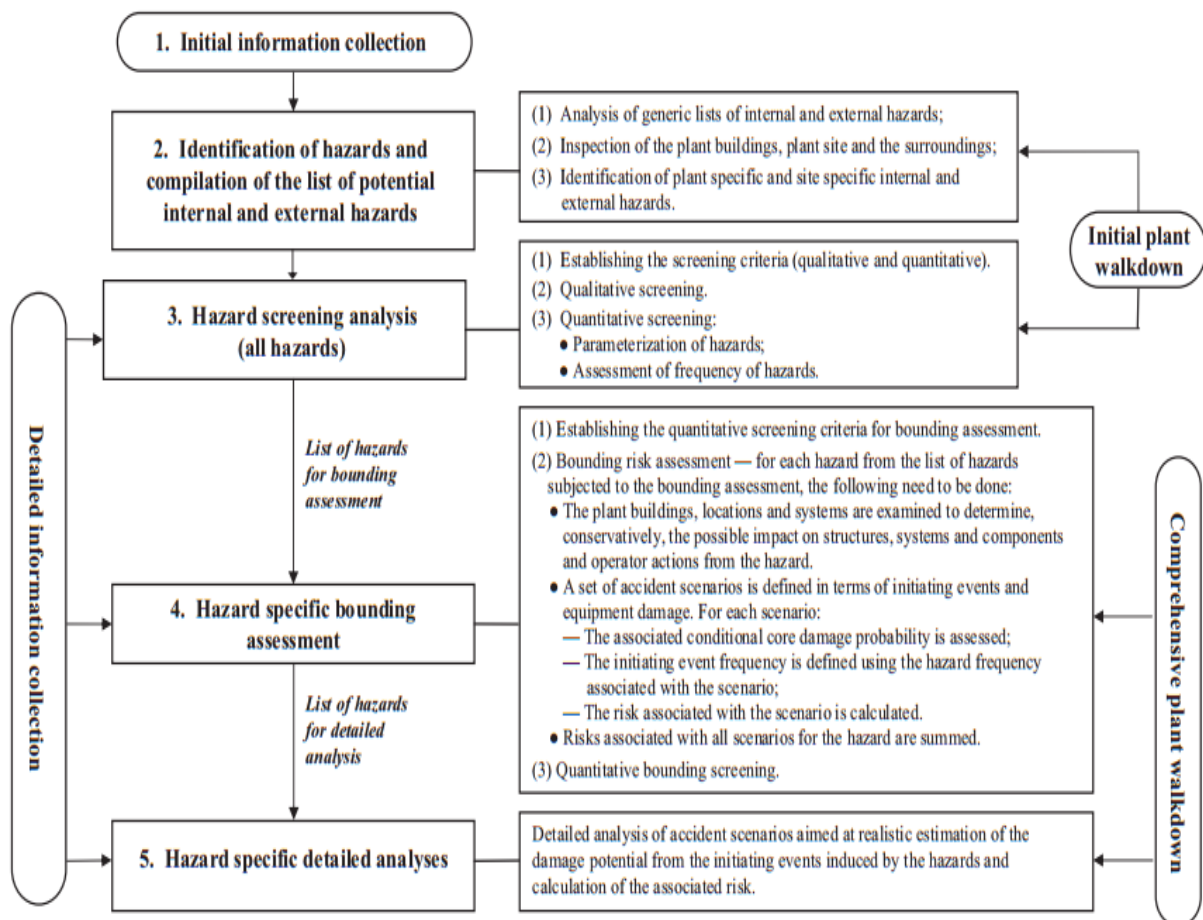 1. Initial information collection
2. Identification of hazards and
compilation of the list of potential
internal and external hazards
(1) Analysis of generic lists of internal and external hazards;
(2) Inspection of the plant buildings, plant site and the surroundings;
(3) Identification of plant specific and site specific internal and
external hazards.
Initial plant
walkdown
3. Hazard screening analysis
(all hazards)
(1) Establishing the screening criteria (qualitative and quantitative).
(2) Qualitative screening.
(3) Quantitative screening:
● Parameterization of hazards;
● Assessment of frequency of hazards.
Detailed information collection
List of hazards
for bounding
assessment
4. Hazard specific bounding
assessment
(1) Establishing the quantitative screening criteria for bounding assessment.
(2) Bounding risk assessment — for each hazard from the list of hazards
subjected to the bounding assessment, the following need to be done:
● The plant buildings, locations and systems are examined to determine,
conservatively, the possible impact on structures, systems and components
and operator actions from the hazard.
● A set of accident scenarios is defined in terms of initiating events and
equipment damage. For each scenario:
— The associated conditional core damage probability is assessed;
— The initiating event frequency is defined using the hazard frequency
associated with the scenario;
— The risk associated with the scenario is calculated.
● Risks associated with all scenarios for the hazard are summed.
(3) Quantitative bounding screening.
Comprehensive plant walkdown
List of hazards
for detailed
analysis
5. Hazard specific detailed analyses
Detailed analysis of accident scenarios aimed at realistic estimation of the
damage potential from the initiating events induced by the hazards and
calculation of the associated risk.